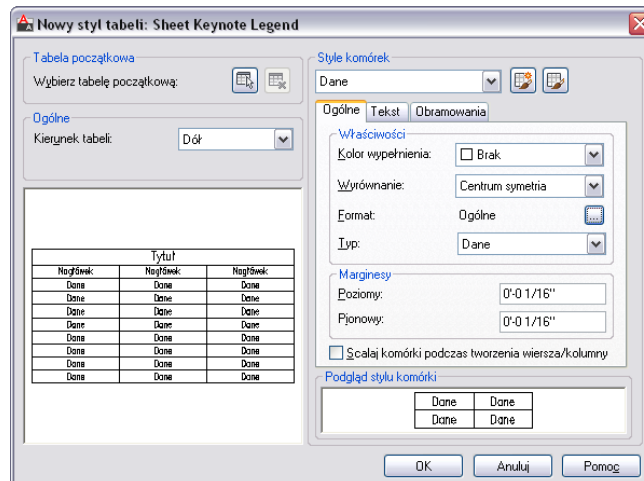 Nowy styl tabeli: Sheet Keynote Legend
Tabela początkowa
Wybierz tabelę początkową:
Ogólne
Kierunek tabeli: Dół
Tytuł
Nagłówek Nagłówek Nagłówek
Dane Dane Dane
Dane Dane Dane
Dane Dane Dane
Dane Dane Dane
Dane Dane Dane
Dane Dane Dane
Dane Dane Dane
Dane Dane Dane
Style komórek
Dane
Ogólne Tekst Obramowania
Właściwości
Kolor wypełnienia: Brak
Wyrównanie: Centrum symetria
Format: Ogólne ...
Typ: Dane
Marginesy
Poziomy: 0'-0 1/16"
Pionowy: 0'-0 1/16"
Scalaj komórki podczas tworzenia wiersza/kolumny
Podgląd stylu komórki
Dane Dane
Dane Dane
OK Anuluj Pomoc